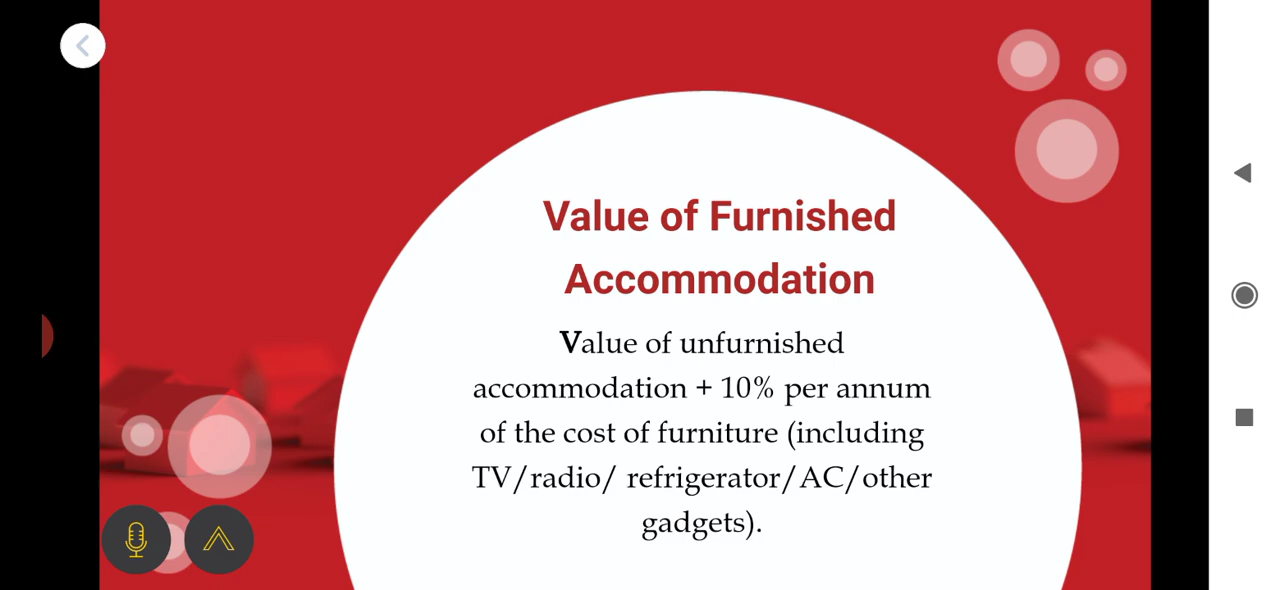 Value of Furnished
Accommodation
Value of unfurnished
accommodation + 10% per annum
of the cost of furniture (including
TV/radio/ refrigerator/AC/other
gadgets).